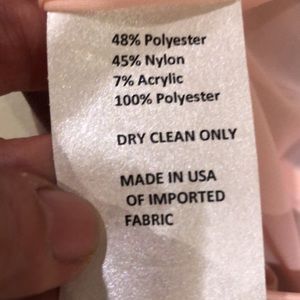 48% Polyester
45% Nylon
7% Acrylic
100% Polyester
DRY CLEAN ONLY
MADE IN USA
OF IMPORTED
FABRIC